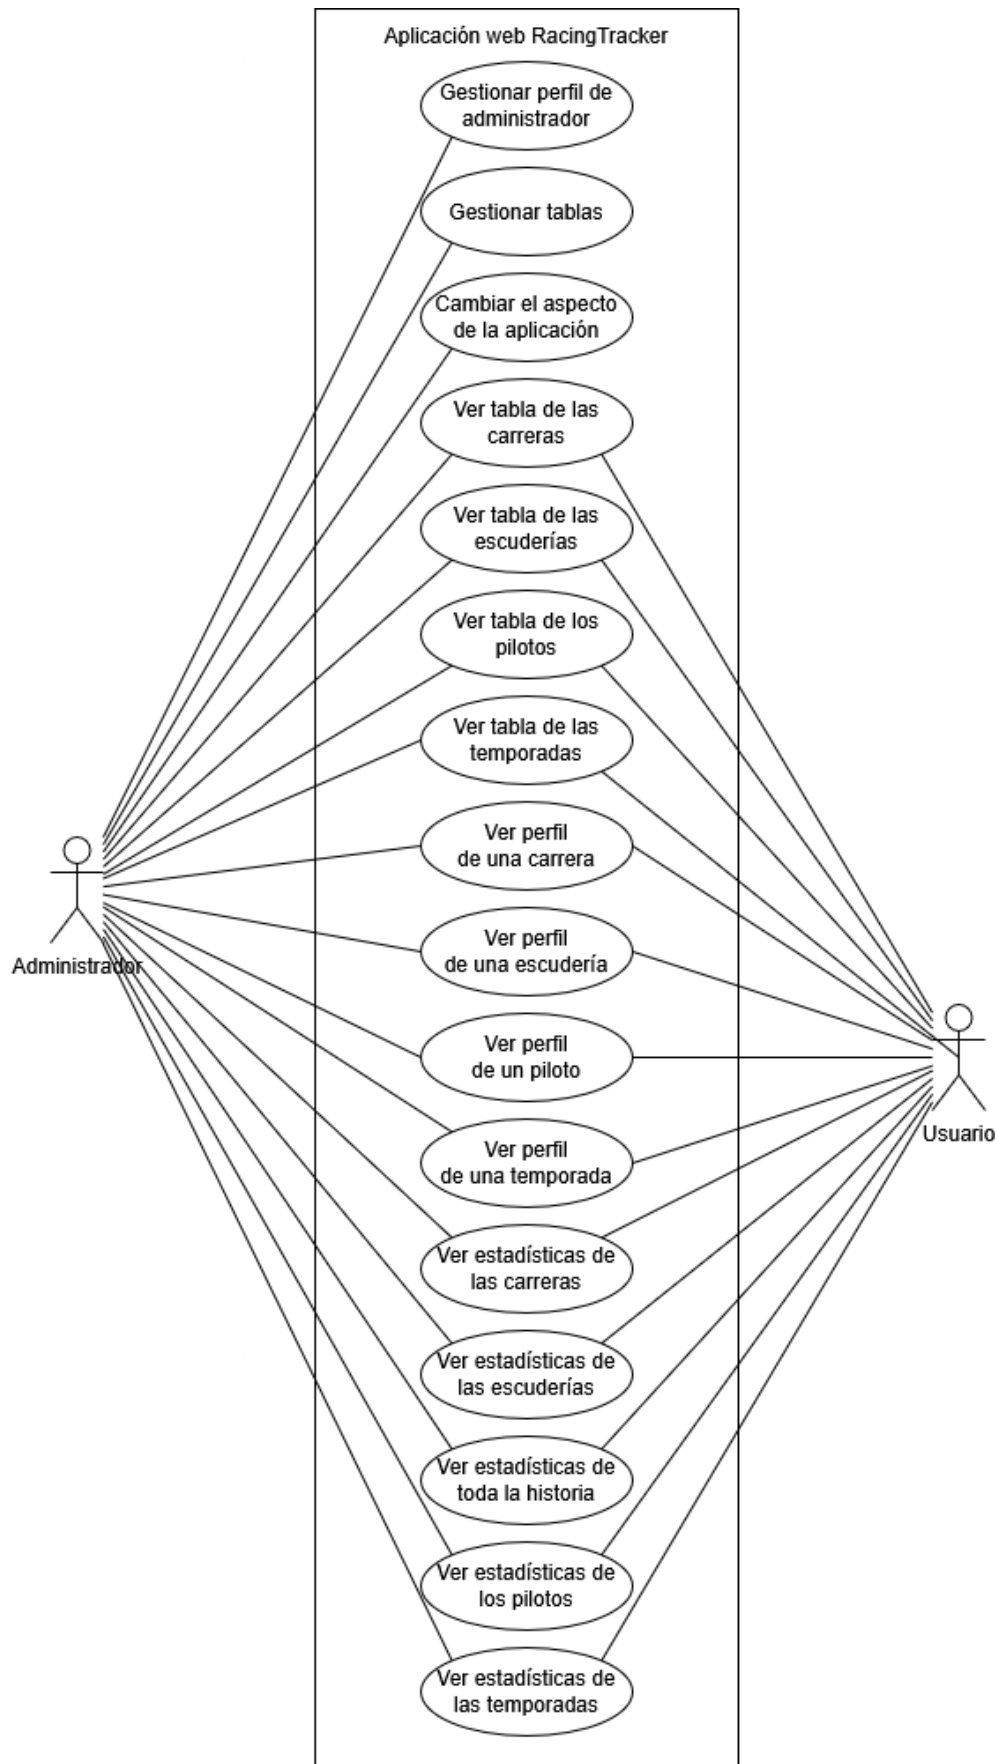 Aplicación web RacingTracker
Gestionar perfil de
administrador
Gestionar tablas
Cambiar el aspecto
de la aplicación
Ver tabla de las
carreras
Ver tabla de las
escuderías
Ver tabla de los
pilotos
Ver tabla de las
temporadas
Ver perfil
de una carrera
Ver perfil
de una escudería
Administrador
Ver perfil
de un piloto
Usuario
Ver perfil
de una temporada
Ver estadísticas de
las carreras
Ver estadísticas de
las escuderías
Ver estadísticas de
toda la historia
Ver estadísticas de
los pilotos
Ver estadísticas de
las temporadas